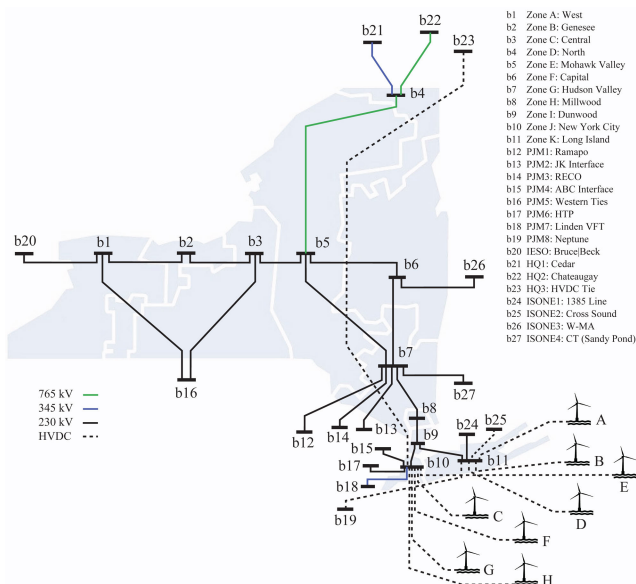 b22
b21
b23
b4
b20
b1
b2
b3
b5
b6
b26
b7
b16
b27
b8
b12
b14
b13
b9
b25
b24
b15
b10
b11
b17
b18
b19
A
B
E
C
D
F
G
H
765 kV
345 kV
230 kV
HVDC
b1 Zone A: West
b2 Zone B: Genesee
b3 Zone C: Central
b4 Zone D: North
b5 Zone E: Mohawk Valley
b6 Zone F: Capital
b7 Zone G: Hudson Valley
b8 Zone H: Millwood
b9 Zone I: Dunwood
b10 Zone J: New York City
b11 Zone K: Long Island
b12 PJM1: Ramapo
b13 PJM2: JK Interface
b14 PJM3: RECO
b15 PJM4: ABC Interface
b16 PJM5: Western Ties
b17 PJM6: HTP
b18 PJM7: Linden VFT
b19 PJM8: Neptune
b20 IESO: Bruce|Beck
b21 HQ1: Cedar
b22 HQ2: Chateaugay
b23 HQ3: HVDC Tie
b24 ISONE1: 1385 Line
b25 ISONE2: Cross Sound
b26 ISONE3: W-MA
b27 ISONE4: CT (Sandy Pond)